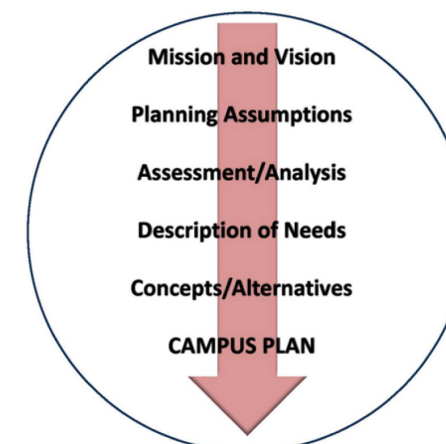 Mission and Vision
Planning Assumptions
Assessment/Analysis
Description of Needs
Concepts/Alternatives
CAMPUS PLAN